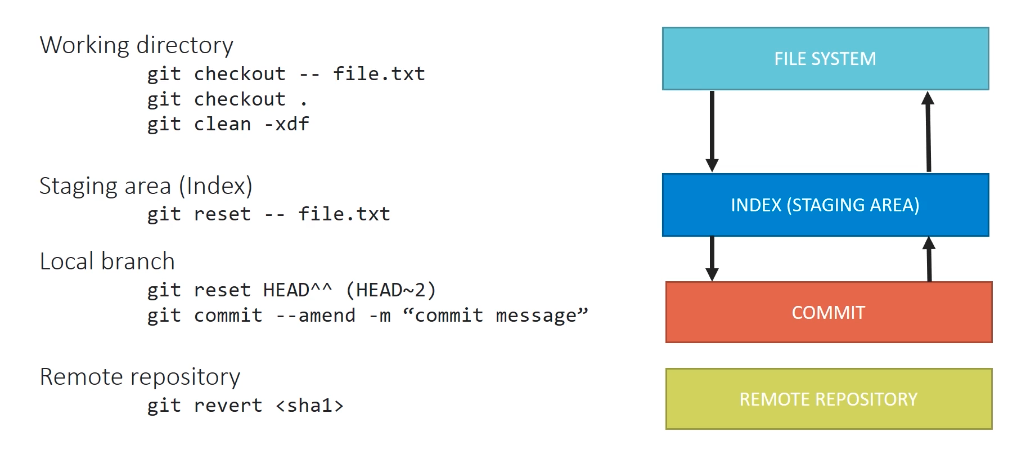 Working directory
git checkout -- file.txt
git checkout .
git clean -xdf
Staging area (Index)
git reset -- file.txt
Local branch
git reset HEAD^^ (HEAD~2)
git commit --amend -m “commit message”
Remote repository
git revert <sha1>
FILE SYSTEM
INDEX (STAGING AREA)
COMMIT
REMOTE REPOSITORY